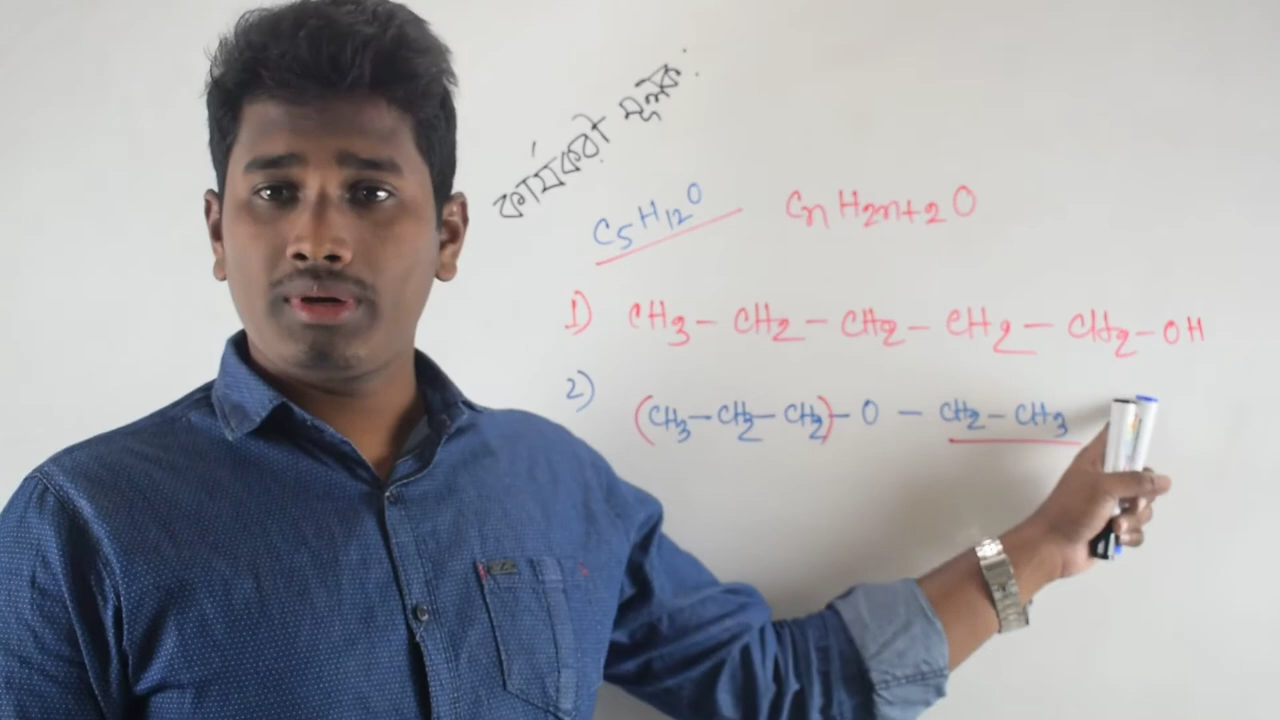 কার্যকরী মূলক:
C5H12O CnH2n+2O
1) CH3 – CH2 – CH2 – CH2 – CH2 – OH
2) (CH3 – CH2 – CH2) – O – CH2 – CH3